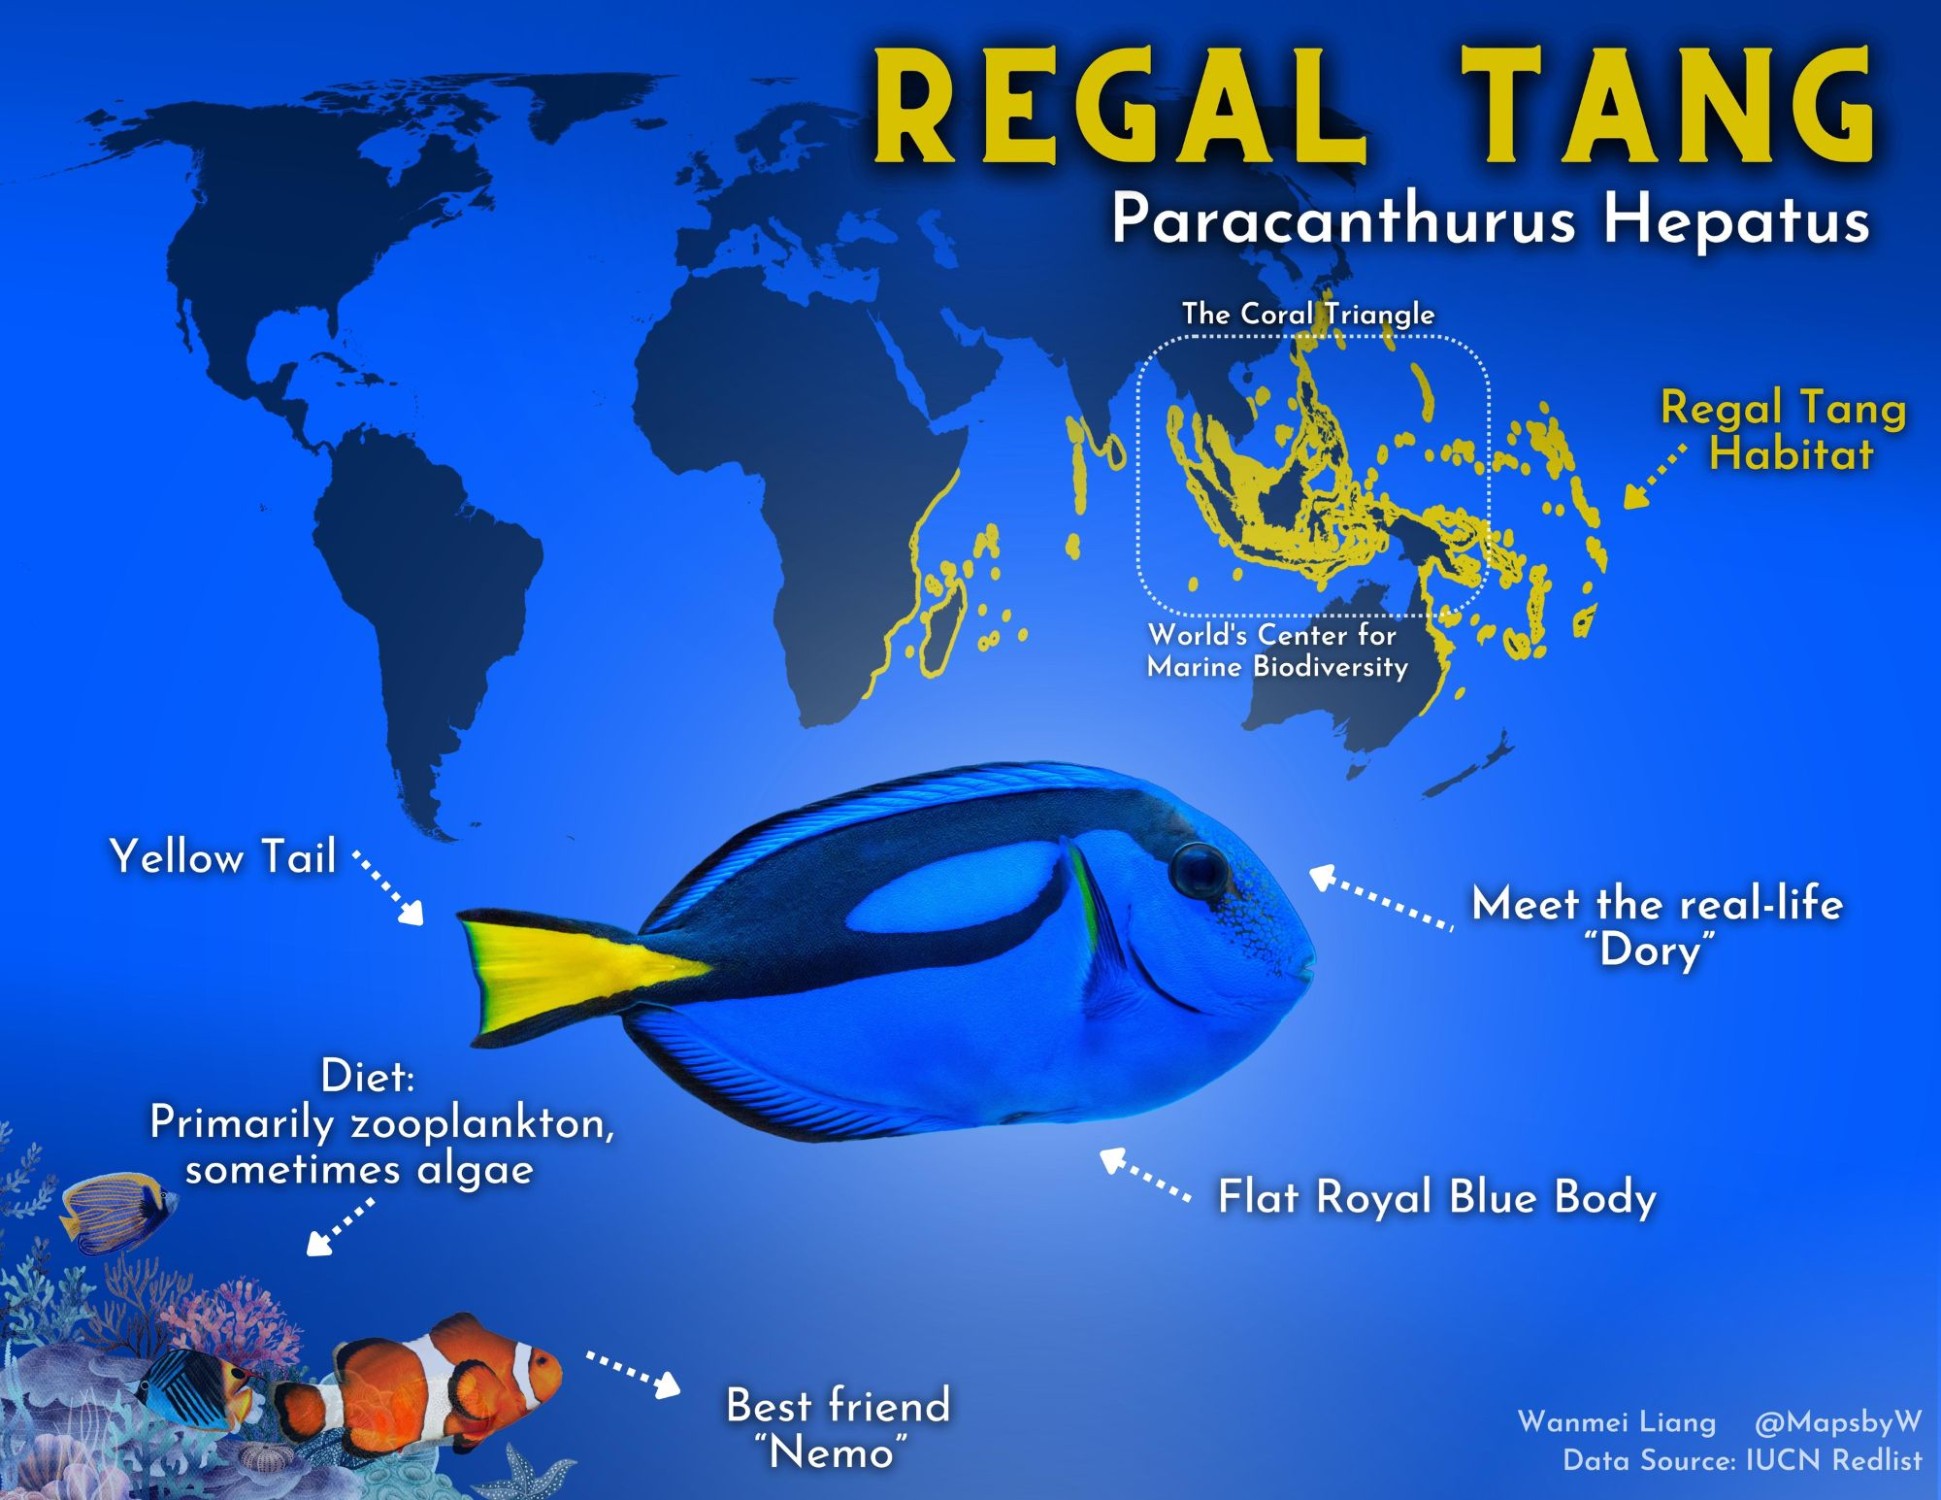 REGAL TANG
Paracanthurus Hepatus
The Coral Triangle
Regal Tang
Habitat
World's Center for
Marine Biodiversity
Yellow Tail
Meet the real-life
“Dory”
Diet:
Primarily zooplankton,
sometimes algae
Flat Royal Blue Body
Best friend
“Nemo”
Wanmei Liang @MapsbyW
Data Source: IUCN Redlist